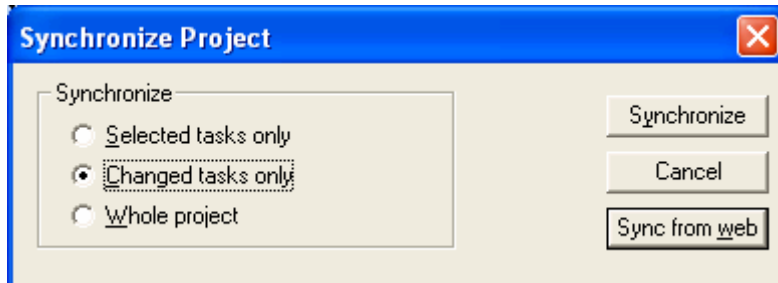 Synchronize Project
Synchronize
Selected tasks only
Changed tasks only
Whole project
Synchronize
Cancel
Sync from web